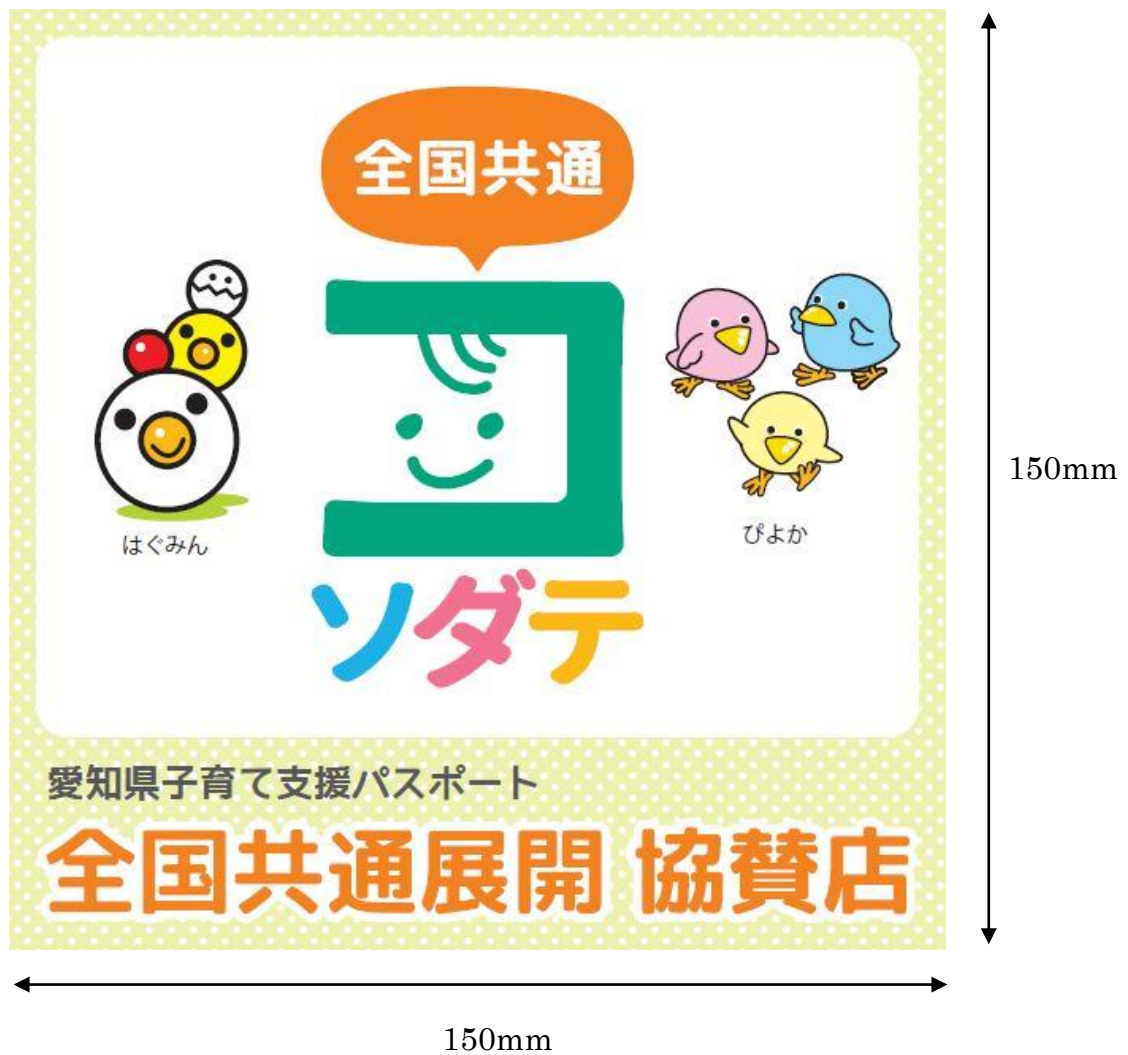 全国共通
コ
ソダテ
はぐみん
ぴよか
愛知県子育て支援パスポート
全国共通展開 協賛店
150mm
150mm